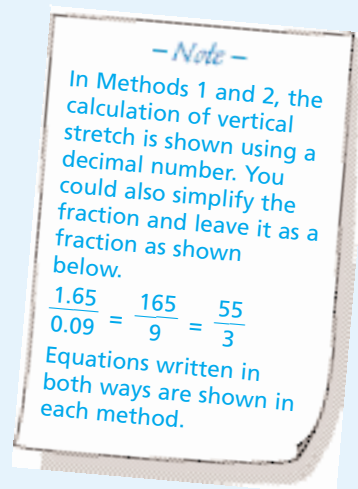 – Note –
In Methods 1 and 2, the
calculation of vertical
stretch is shown using a
decimal number. You
could also simplify the
fraction and leave it as a
fraction as shown
below.
1.65/0.09 = 165/9 = 55/3
Equations written in
both ways are shown in
each method.